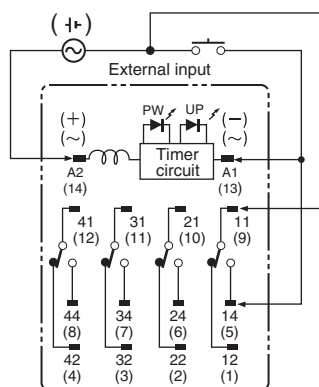 External input
PW UP
(+) (−)
(~) (~)
Timer
circuit
A2 A1
(14) (13)
41 31 21 11
(12) (11) (10) (9)
44 34 24 14
(8) (7) (6) (5)
42 32 22 12
(4) (3) (2) (1)